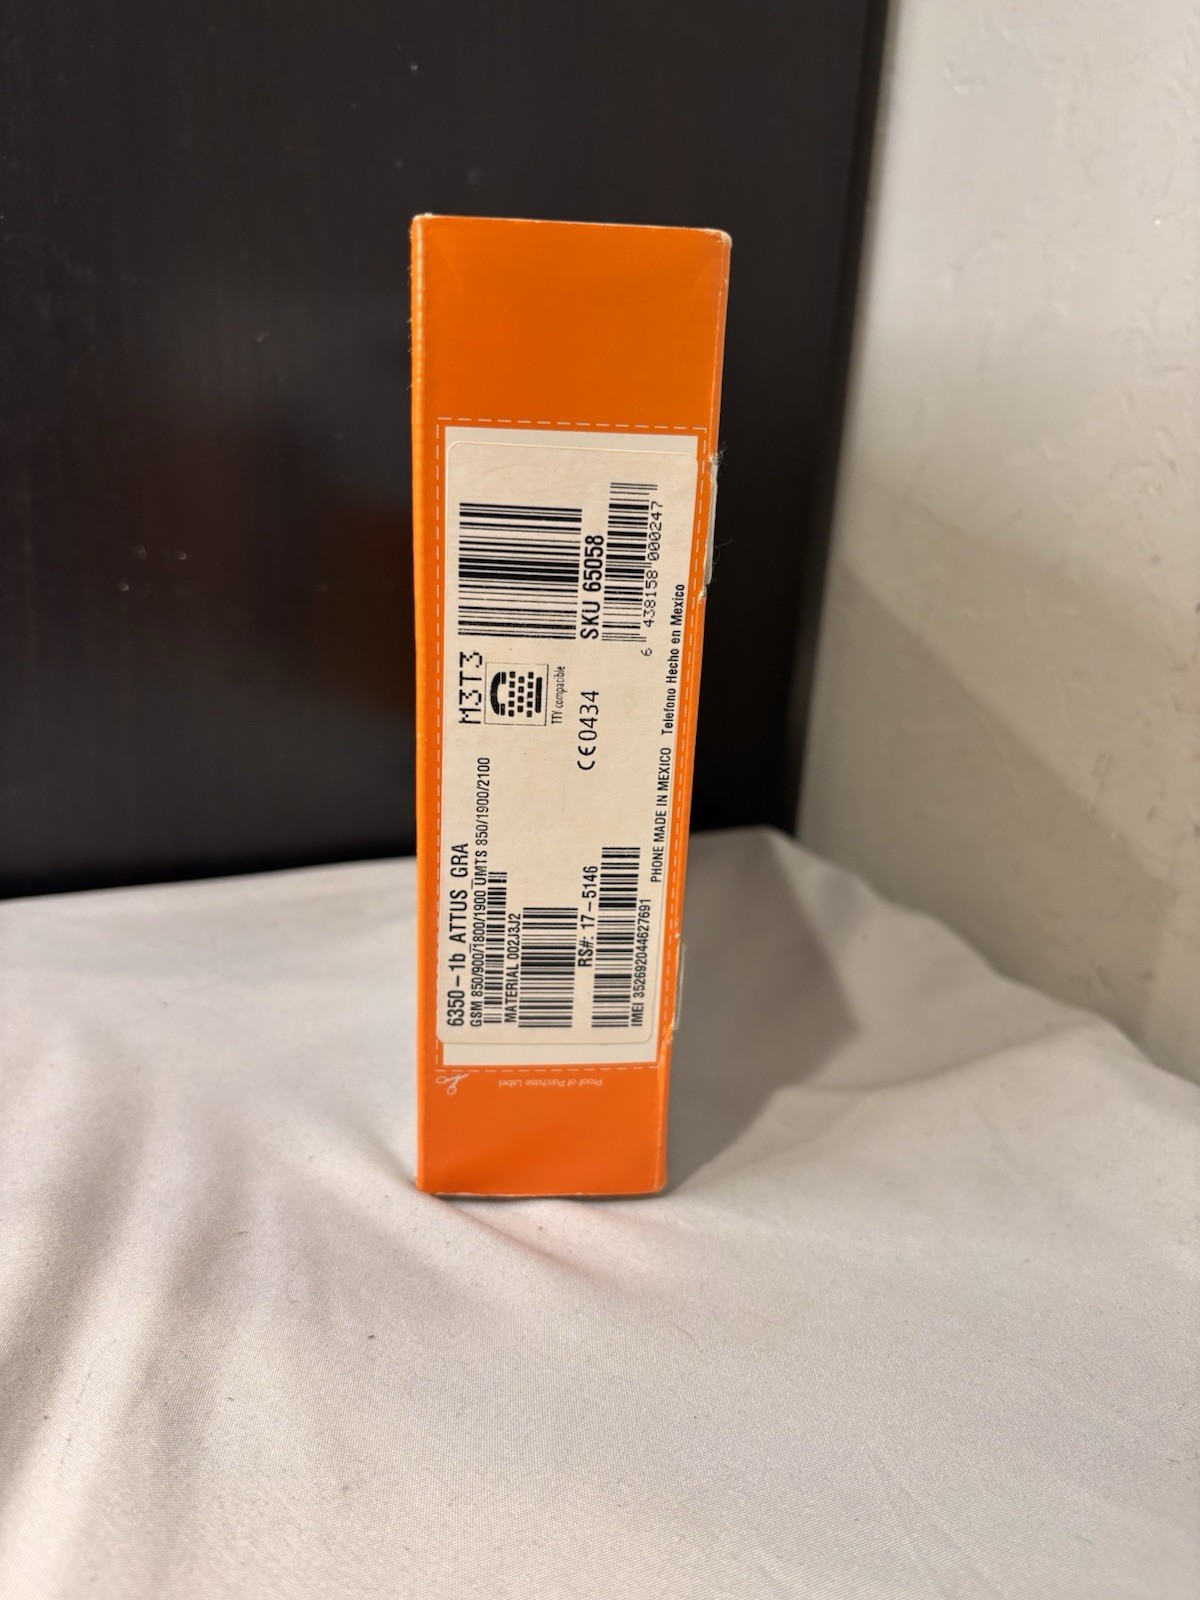 6350-1b ATTUS GRA
GSM 850/900/1800/1900 UMTS 850/1900/2100
MATERIAL 002J3J2
RS#: 17-5146
IMEI 352692044627691
M3T3
TTY compatible
CE0434
SKU 65058
6 438158 000247
PHONE MADE IN MEXICO Telefono Hecho en Mexico
Proof of Purchase Label